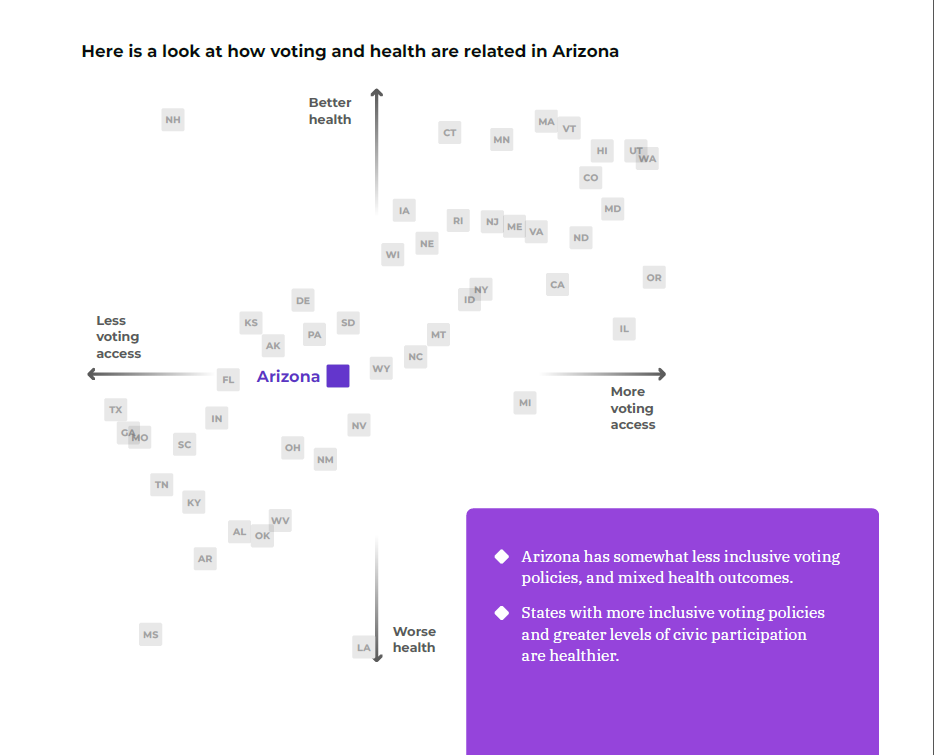 Here is a look at how voting and health are related in Arizona
Better
health
NH
MA
VT
CT
MN
HI
UT
WA
CO
IA
MD
RI
NJ
ME
VA
ND
NE
WI
OR
CA
NY
ID
DE
KS
SD
IL
PA
MT
AK
Less
voting
access
NC
WY
FL
Arizona
More
voting
access
MI
TX
IN
NV
GA
MO
SC
OH
NM
TN
KY
WV
AL
OK
AR
MS
LA
Worse
health
Arizona has somewhat less inclusive voting
policies, and mixed health outcomes.
States with more inclusive voting policies
and greater levels of civic participation
are healthier.